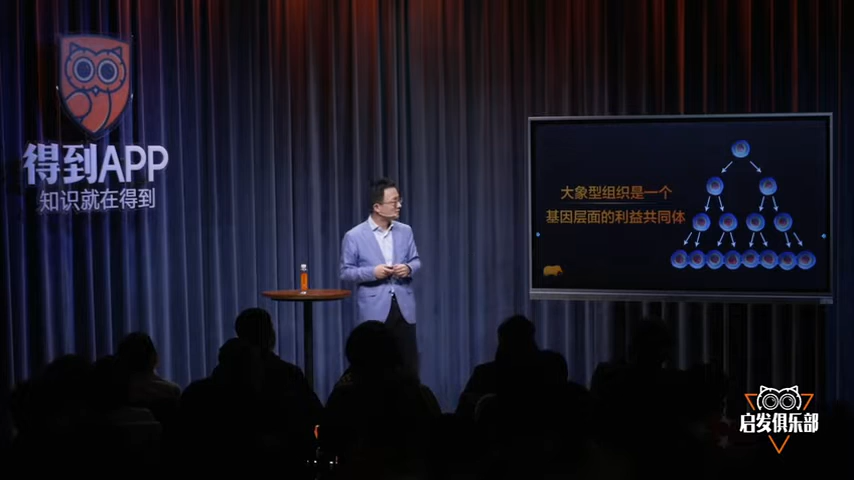 得到APP
知识就在得到
大象型组织是一个
基因层面的利益共同体
启发俱乐部